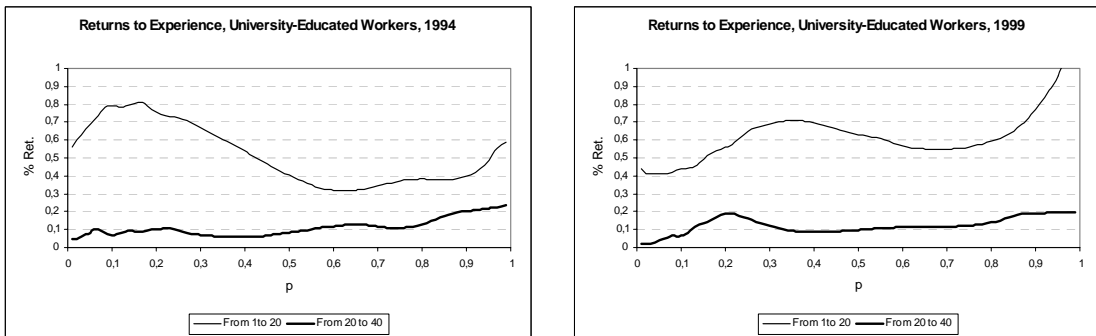 Returns to Experience, University-Educated Workers, 1994
1
0,9
0,8
0,7
0,6
0,5
0,4
0,3
0,2
0,1
0
% Ret.
0 0,1 0,2 0,3 0,4 0,5 0,6 0,7 0,8 0,9 1
p
From 1to 20 From 20 to 40
Returns to Experience, University-Educated Workers, 1999
1
0,9
0,8
0,7
0,6
0,5
0,4
0,3
0,2
0,1
0
% Ret.
0 0,1 0,2 0,3 0,4 0,5 0,6 0,7 0,8 0,9 1
p
From 1to 20 From 20 to 40